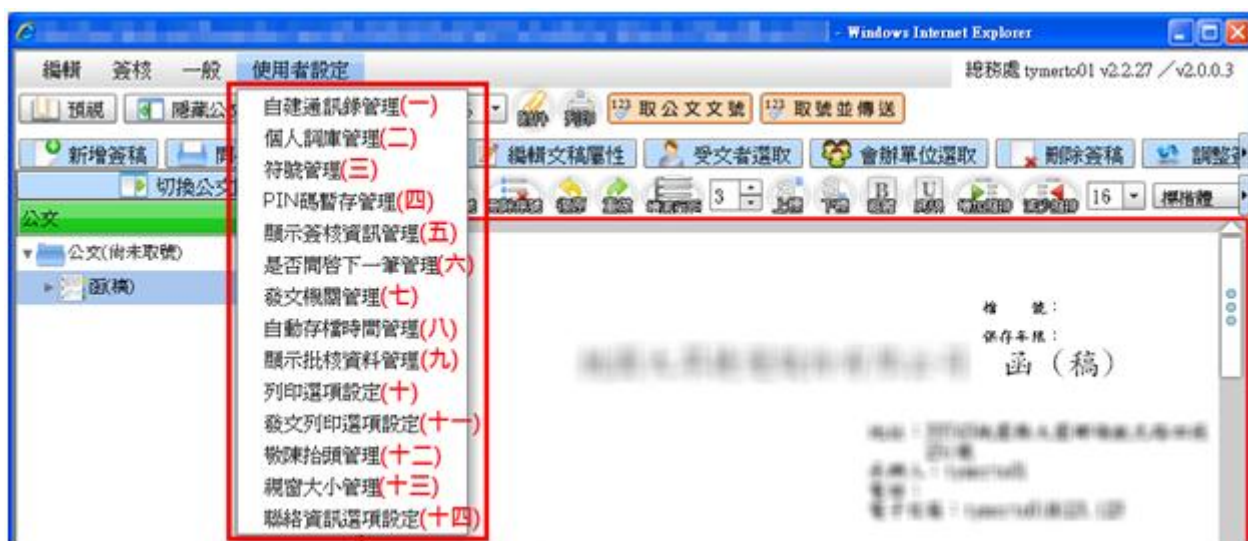 - Windows Internet Explorer
編輯 簽核 一般 使用者設定 總務處 tymerto01 v2.2.27／v2.0.0.3
預視 隱藏公文 列印 取公文文號 取號並傳送
新增簽稿 開 編輯文稿屬性 受文者選取 會辦單位選取 刪除簽稿 調整
切換公文 3 上移 下移 16 標楷體
公文
公文(尚未取號)
函(稿)
自建通訊錄管理(一)
個人詞庫管理(二)
符號管理(三)
PIN碼暫存管理(四)
顯示簽核資訊管理(五)
是否開啓下一筆管理(六)
發文機關管理(七)
自動存檔時間管理(八)
顯示批核資料管理(九)
列印選項設定(十)
發文列印選項設定(十一)
敬陳抬頭管理(十二)
視窗大小管理(十三)
聯絡資訊選項設定(十四)
檔 號：
保存年限：
函（稿）